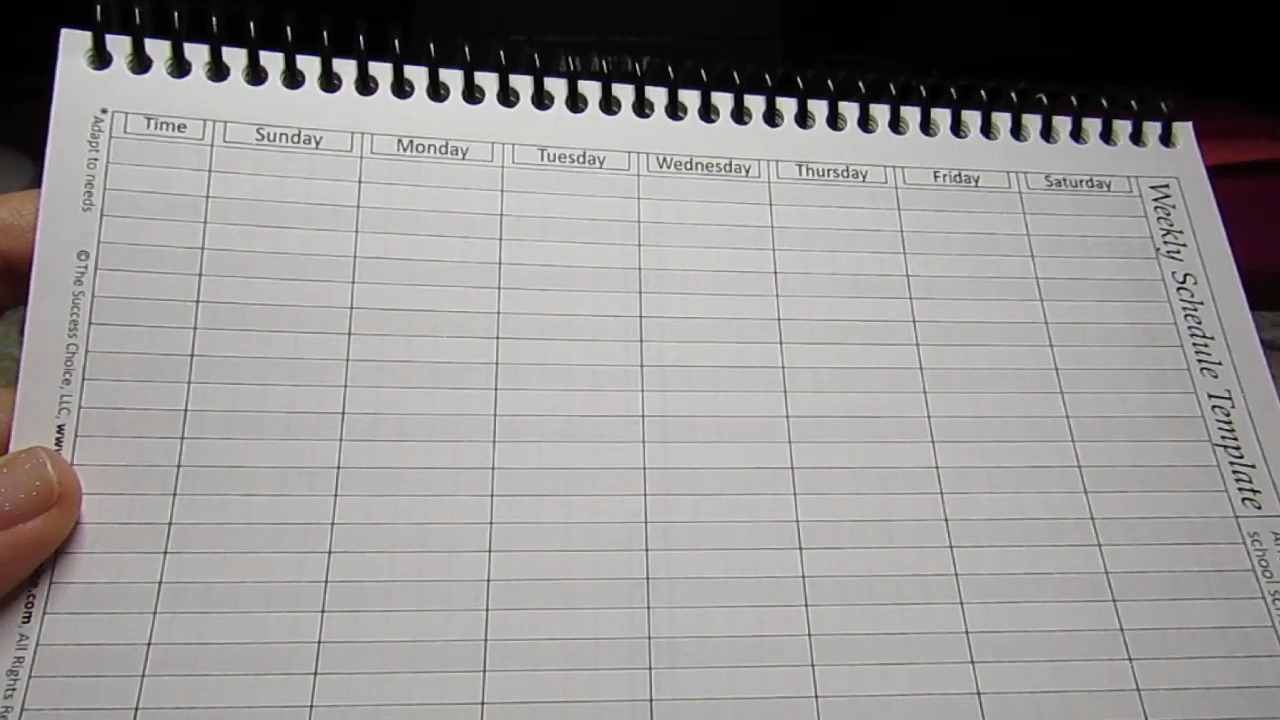 Time Sunday Monday Tuesday Wednesday Thursday Friday Saturday
Weekly Schedule Template
school
*Adapt to needs ©The Success Choice, LLC, www .com, All Rights